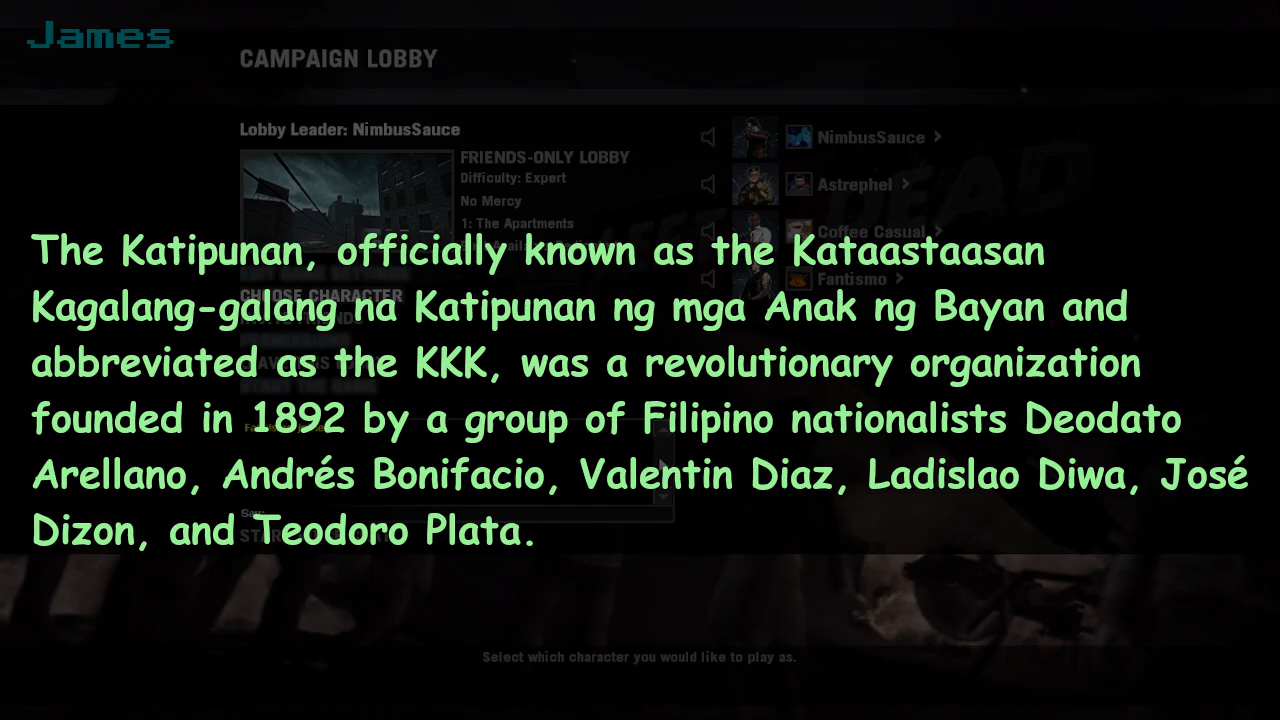 James
CAMPAIGN LOBBY
Lobby Leader: NimbusSauce
FRIENDS-ONLY LOBBY
Difficulty: Expert
No Mercy
1: The Apartments
NimbusSauce
Astrephel
Coffee Casual
Fantismo
The Katipunan, officially known as the Kataastaasan
Kagalang-galang na Katipunan ng mga Anak ng Bayan and
abbreviated as the KKK, was a revolutionary organization
founded in 1892 by a group of Filipino nationalists Deodato
Arellano, Andrés Bonifacio, Valentin Diaz, Ladislao Diwa, José
Dizon, and Teodoro Plata.
CHOOSE CHARACTER
Say:
Select which character you would like to play as.